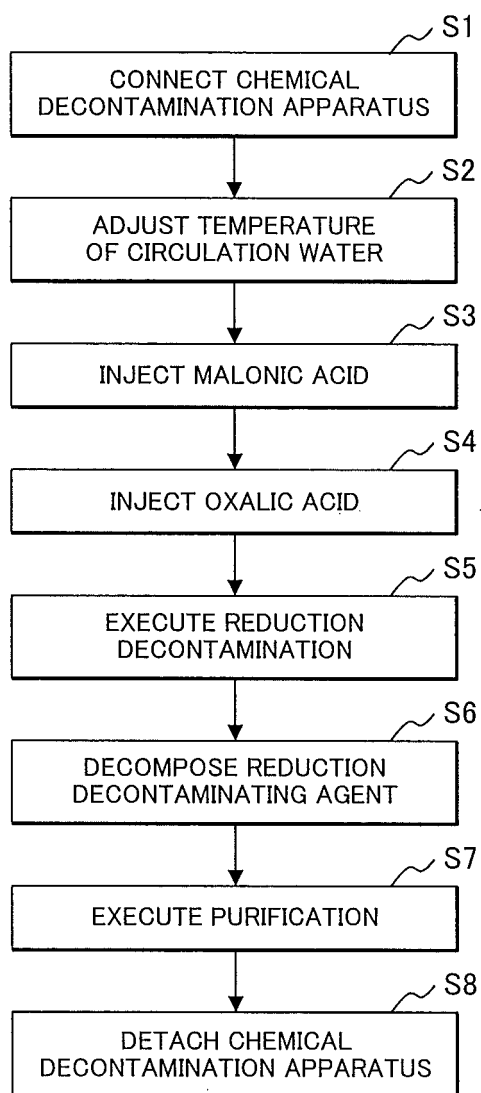 S1
CONNECT CHEMICAL
DECONTAMINATION APPARATUS
S2
ADJUST TEMPERATURE
OF CIRCULATION WATER
S3
INJECT MALONIC ACID
S4
INJECT OXALIC ACID
S5
EXECUTE REDUCTION
DECONTAMINATION
S6
DECOMPOSE REDUCTION
DECONTAMINATING AGENT
S7
EXECUTE PURIFICATION
S8
DETACH CHEMICAL
DECONTAMINATION APPARATUS